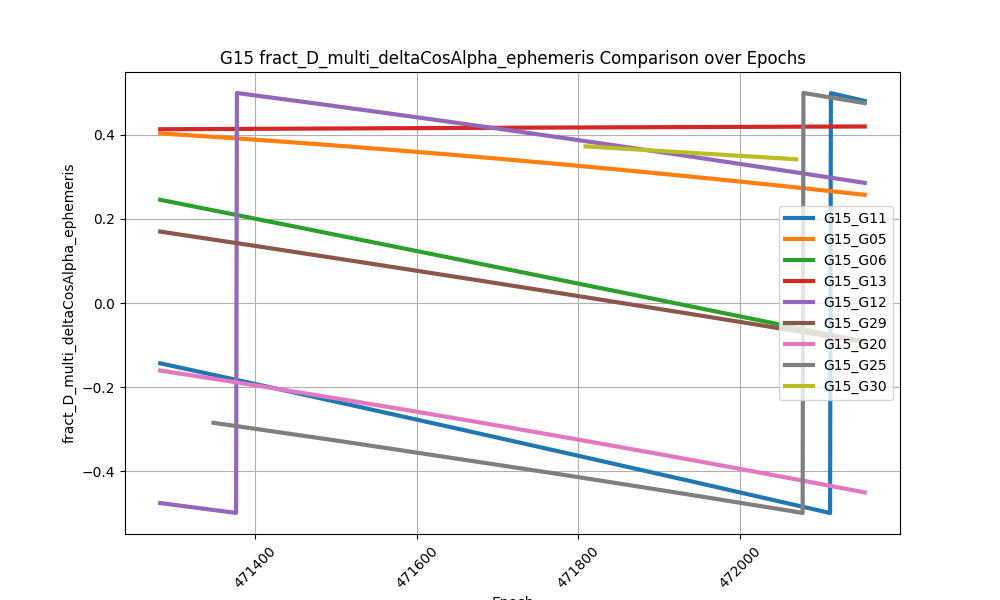 G15 fract_D_multi_deltaCosAlpha_ephemeris Comparison over Epochs
fract_D_multi_deltaCosAlpha_ephemeris
0.4
0.2
0.0
−0.2
−0.4
G15_G11
G15_G05
G15_G06
G15_G13
G15_G12
G15_G29
G15_G20
G15_G25
G15_G30
471400
471600
471800
472000
Epoch